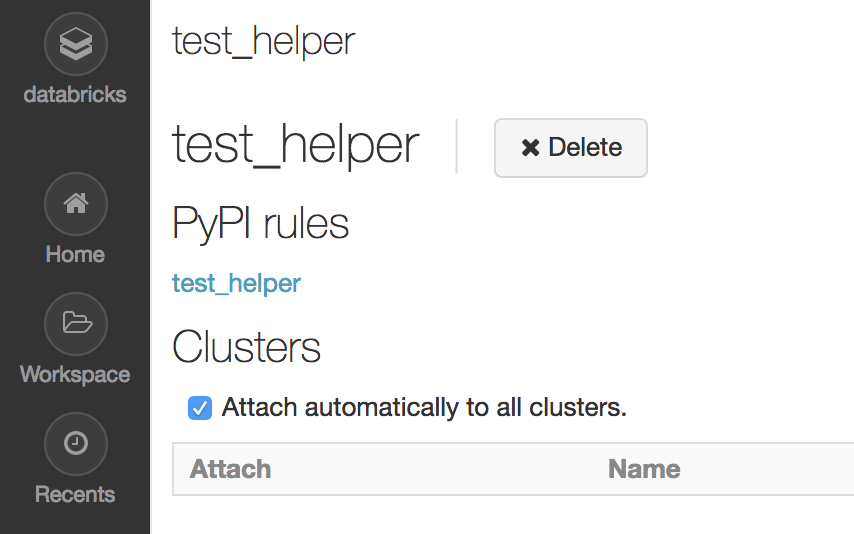 databricks
Home
Workspace
Recents
test_helper
test_helper
Delete
PyPI rules
test_helper
Clusters
Attach automatically to all clusters.
Attach Name